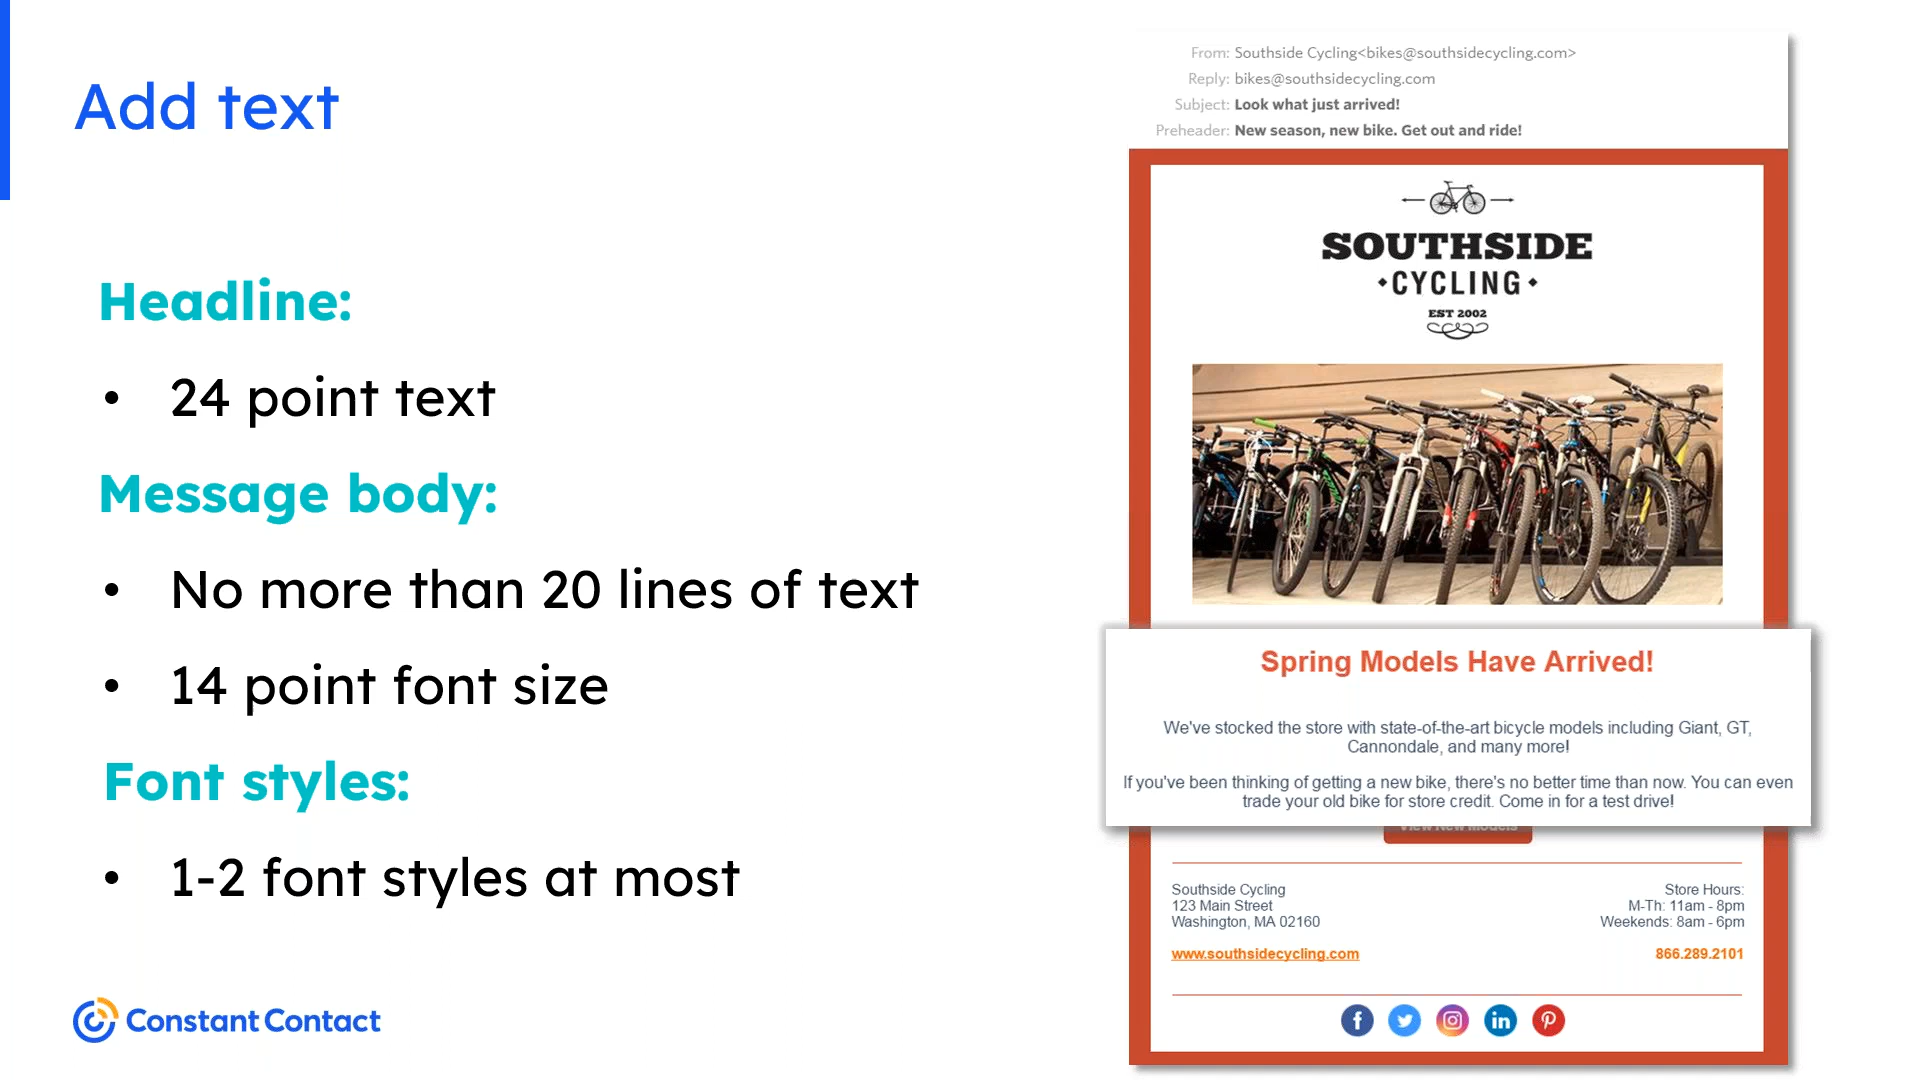 Add text
Headline:
• 24 point text
Message body:
• No more than 20 lines of text
• 14 point font size
Font styles:
• 1-2 font styles at most
Constant Contact
From: Southside Cycling<bikes@southsidecycling.com>
Reply: bikes@southsidecycling.com
Subject: Look what just arrived!
Preheader: New season, new bike. Get out and ride!
SOUTHSIDE
CYCLING
EST 2002
Spring Models Have Arrived!
We've stocked the store with state-of-the-art bicycle models including Giant, GT,
Cannondale, and many more!
If you've been thinking of getting a new bike, there's no better time than now. You can even
trade your old bike for store credit. Come in for a test drive!
View New Models
Southside Cycling
123 Main Street
Washington, MA 02160
www.southsidecycling.com
Store Hours:
M-Th: 11am - 8pm
Weekends: 8am - 6pm
866.289.2101